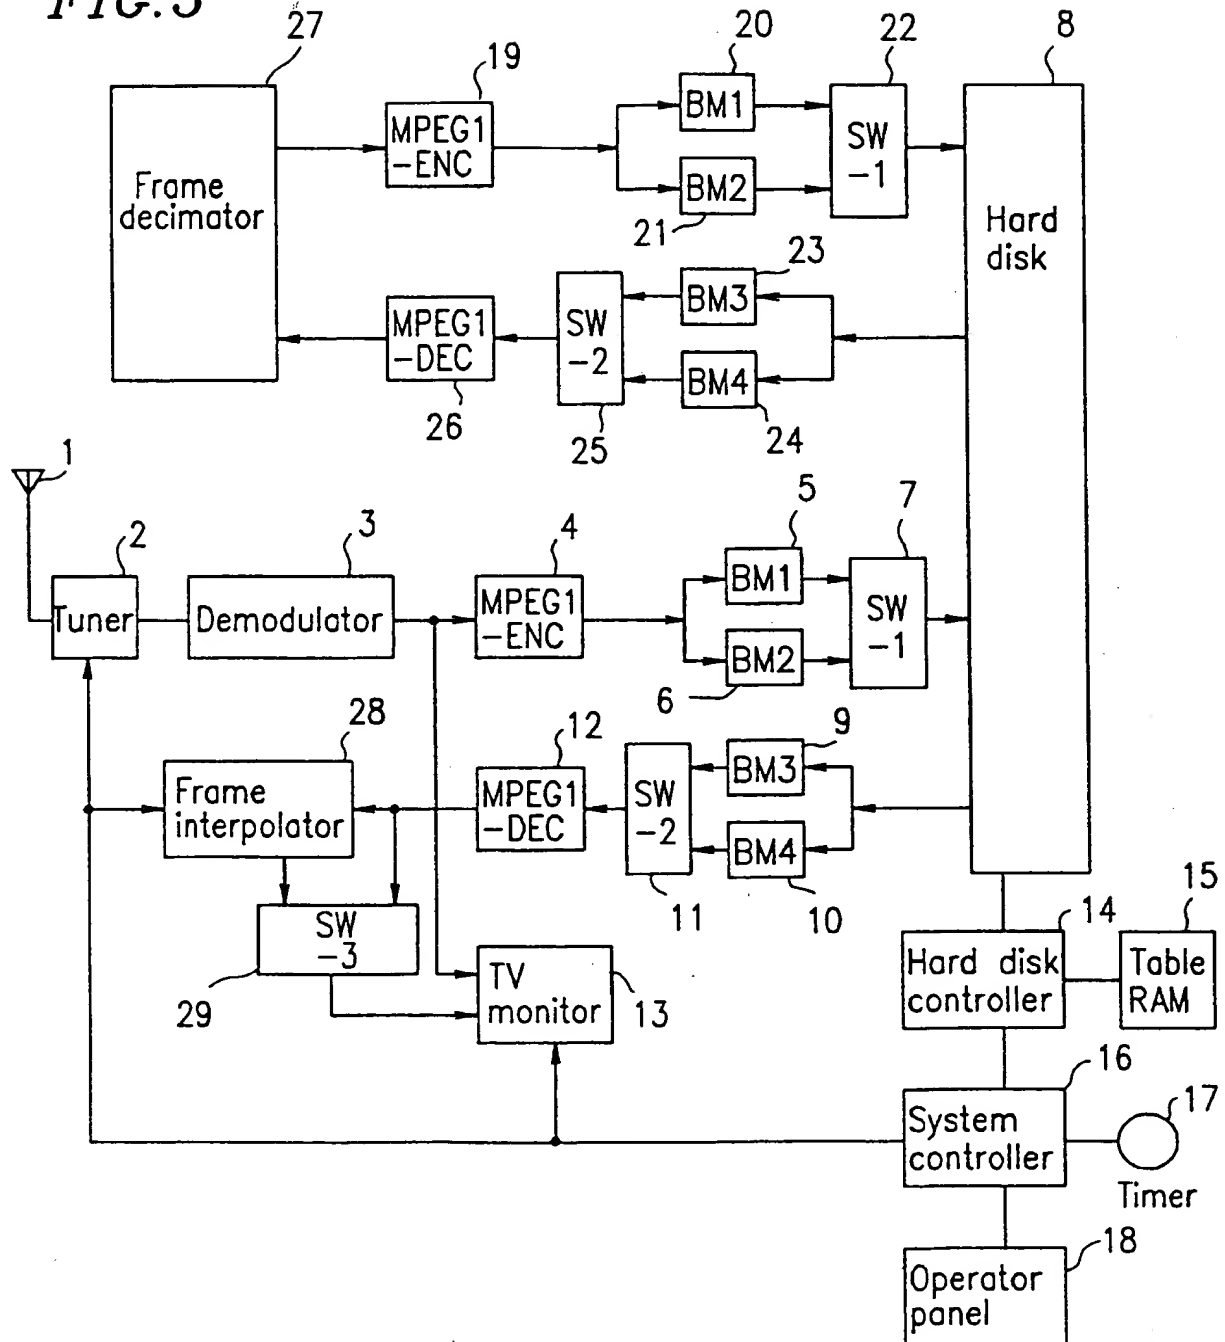 FIG. 5
27
19
20
22
8
MPEG1
-ENC
BM1
SW
-1
Frame
decimator
BM2
21
Hard
disk
23
MPEG1
-DEC
SW
-2
BM3
BM4
26
25
24
1
2
3
4
5
7
Tuner
Demodulator
MPEG1
-ENC
BM1
SW
-1
BM2
6
28
12
9
Frame
interpolator
MPEG1
-DEC
SW
-2
BM3
BM4
11
10
SW
-3
29
TV
monitor
13
14
15
Hard disk
controller
Table
RAM
16
17
System
controller
Timer
18
Operator
panel